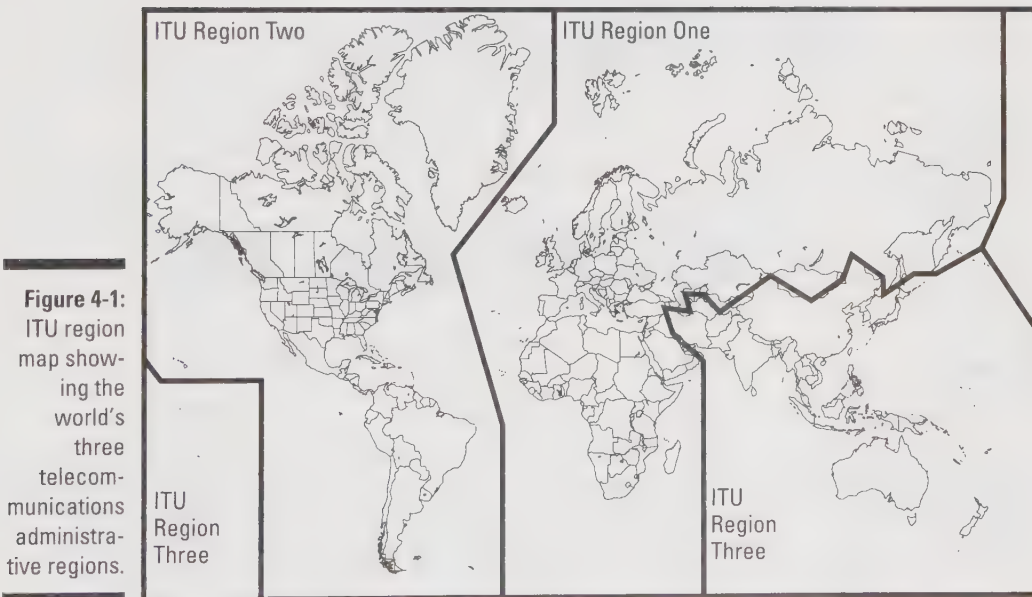 ITU Region Two
ITU Region One
Figure 4-1:
ITU region
map show-
ing the
world's
three
telecom-
munications
administra-
tive regions.
ITU
Region
Three
ITU
Region
Three